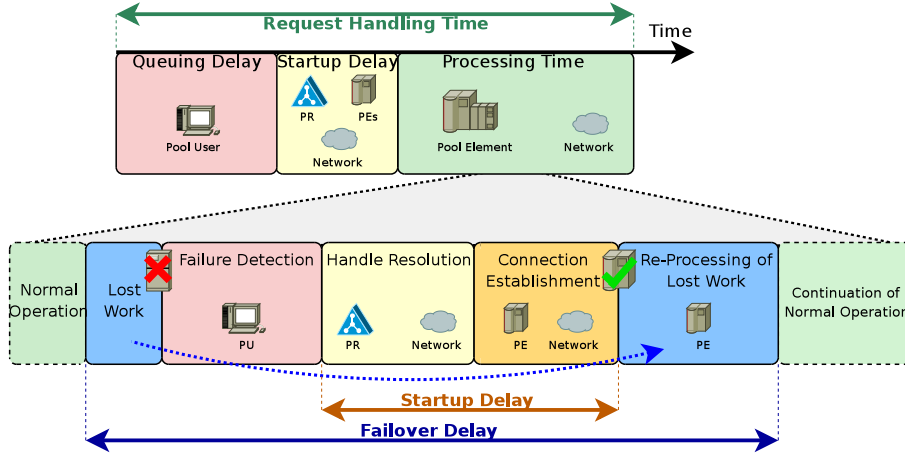 Request Handling Time
Time
Queuing Delay
Startup Delay
Processing Time
Pool User
PR
PEs
Network
Pool Element
Network
Normal
Operation
Lost
Work
Failure Detection
PU
Handle Resolution
PR
Network
Connection
Establishment
PE
Network
Re-Processing of
Lost Work
PE
Continuation of
Normal Operation
Startup Delay
Failover Delay